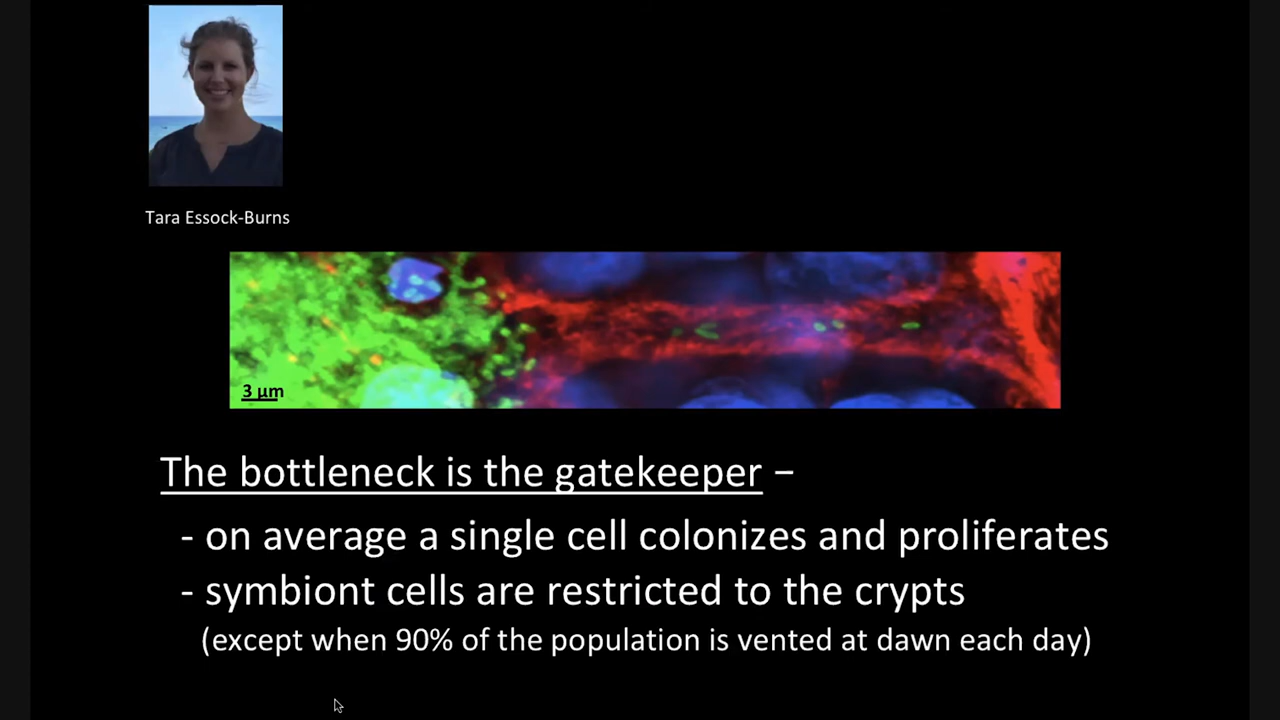 Tara Essock-Burns
3 µm
The bottleneck is the gatekeeper –
- on average a single cell colonizes and proliferates
- symbiont cells are restricted to the crypts
(except when 90% of the population is vented at dawn each day)